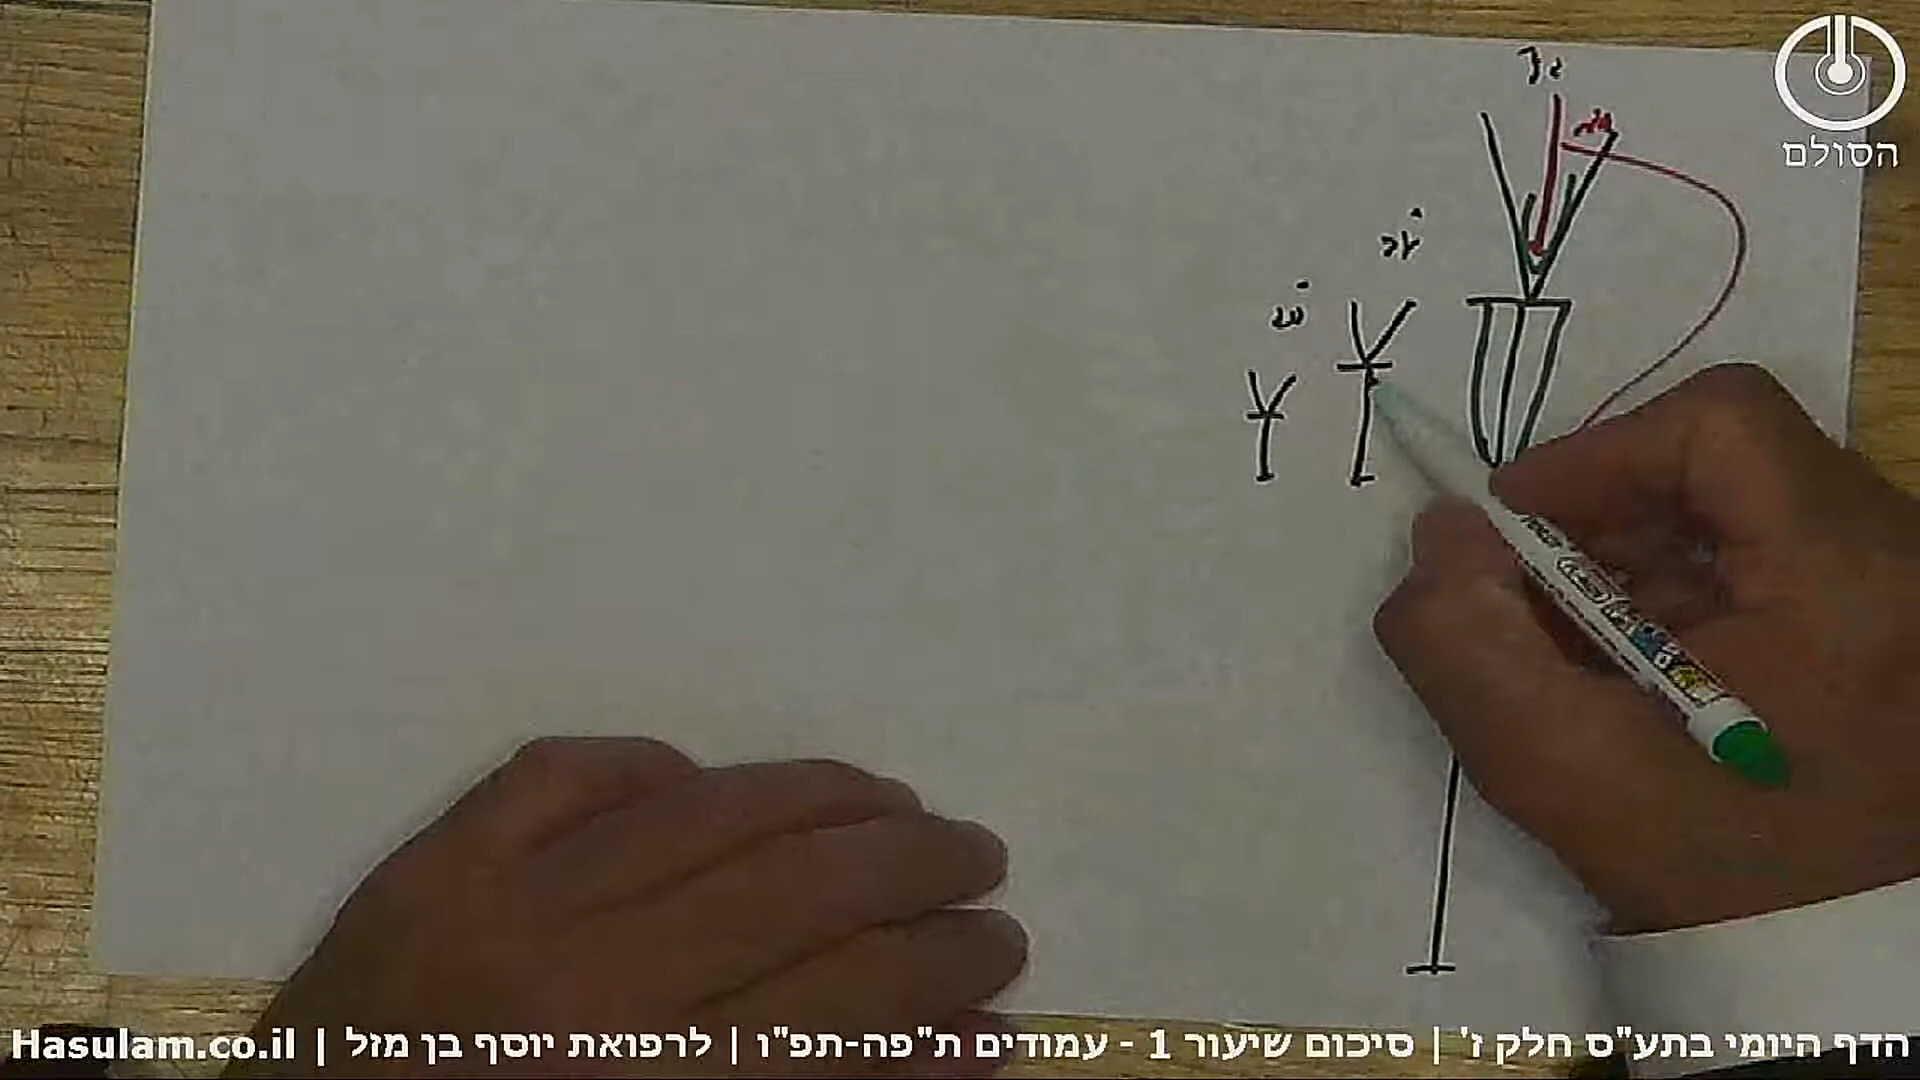 הסולם
הדף היומי בתע"ס חלק ז' | סיכום שיעור 1 - עמודים ת"פה-תפ"ו | לרפואת יוסף בן מזל | Hasulam.co.il